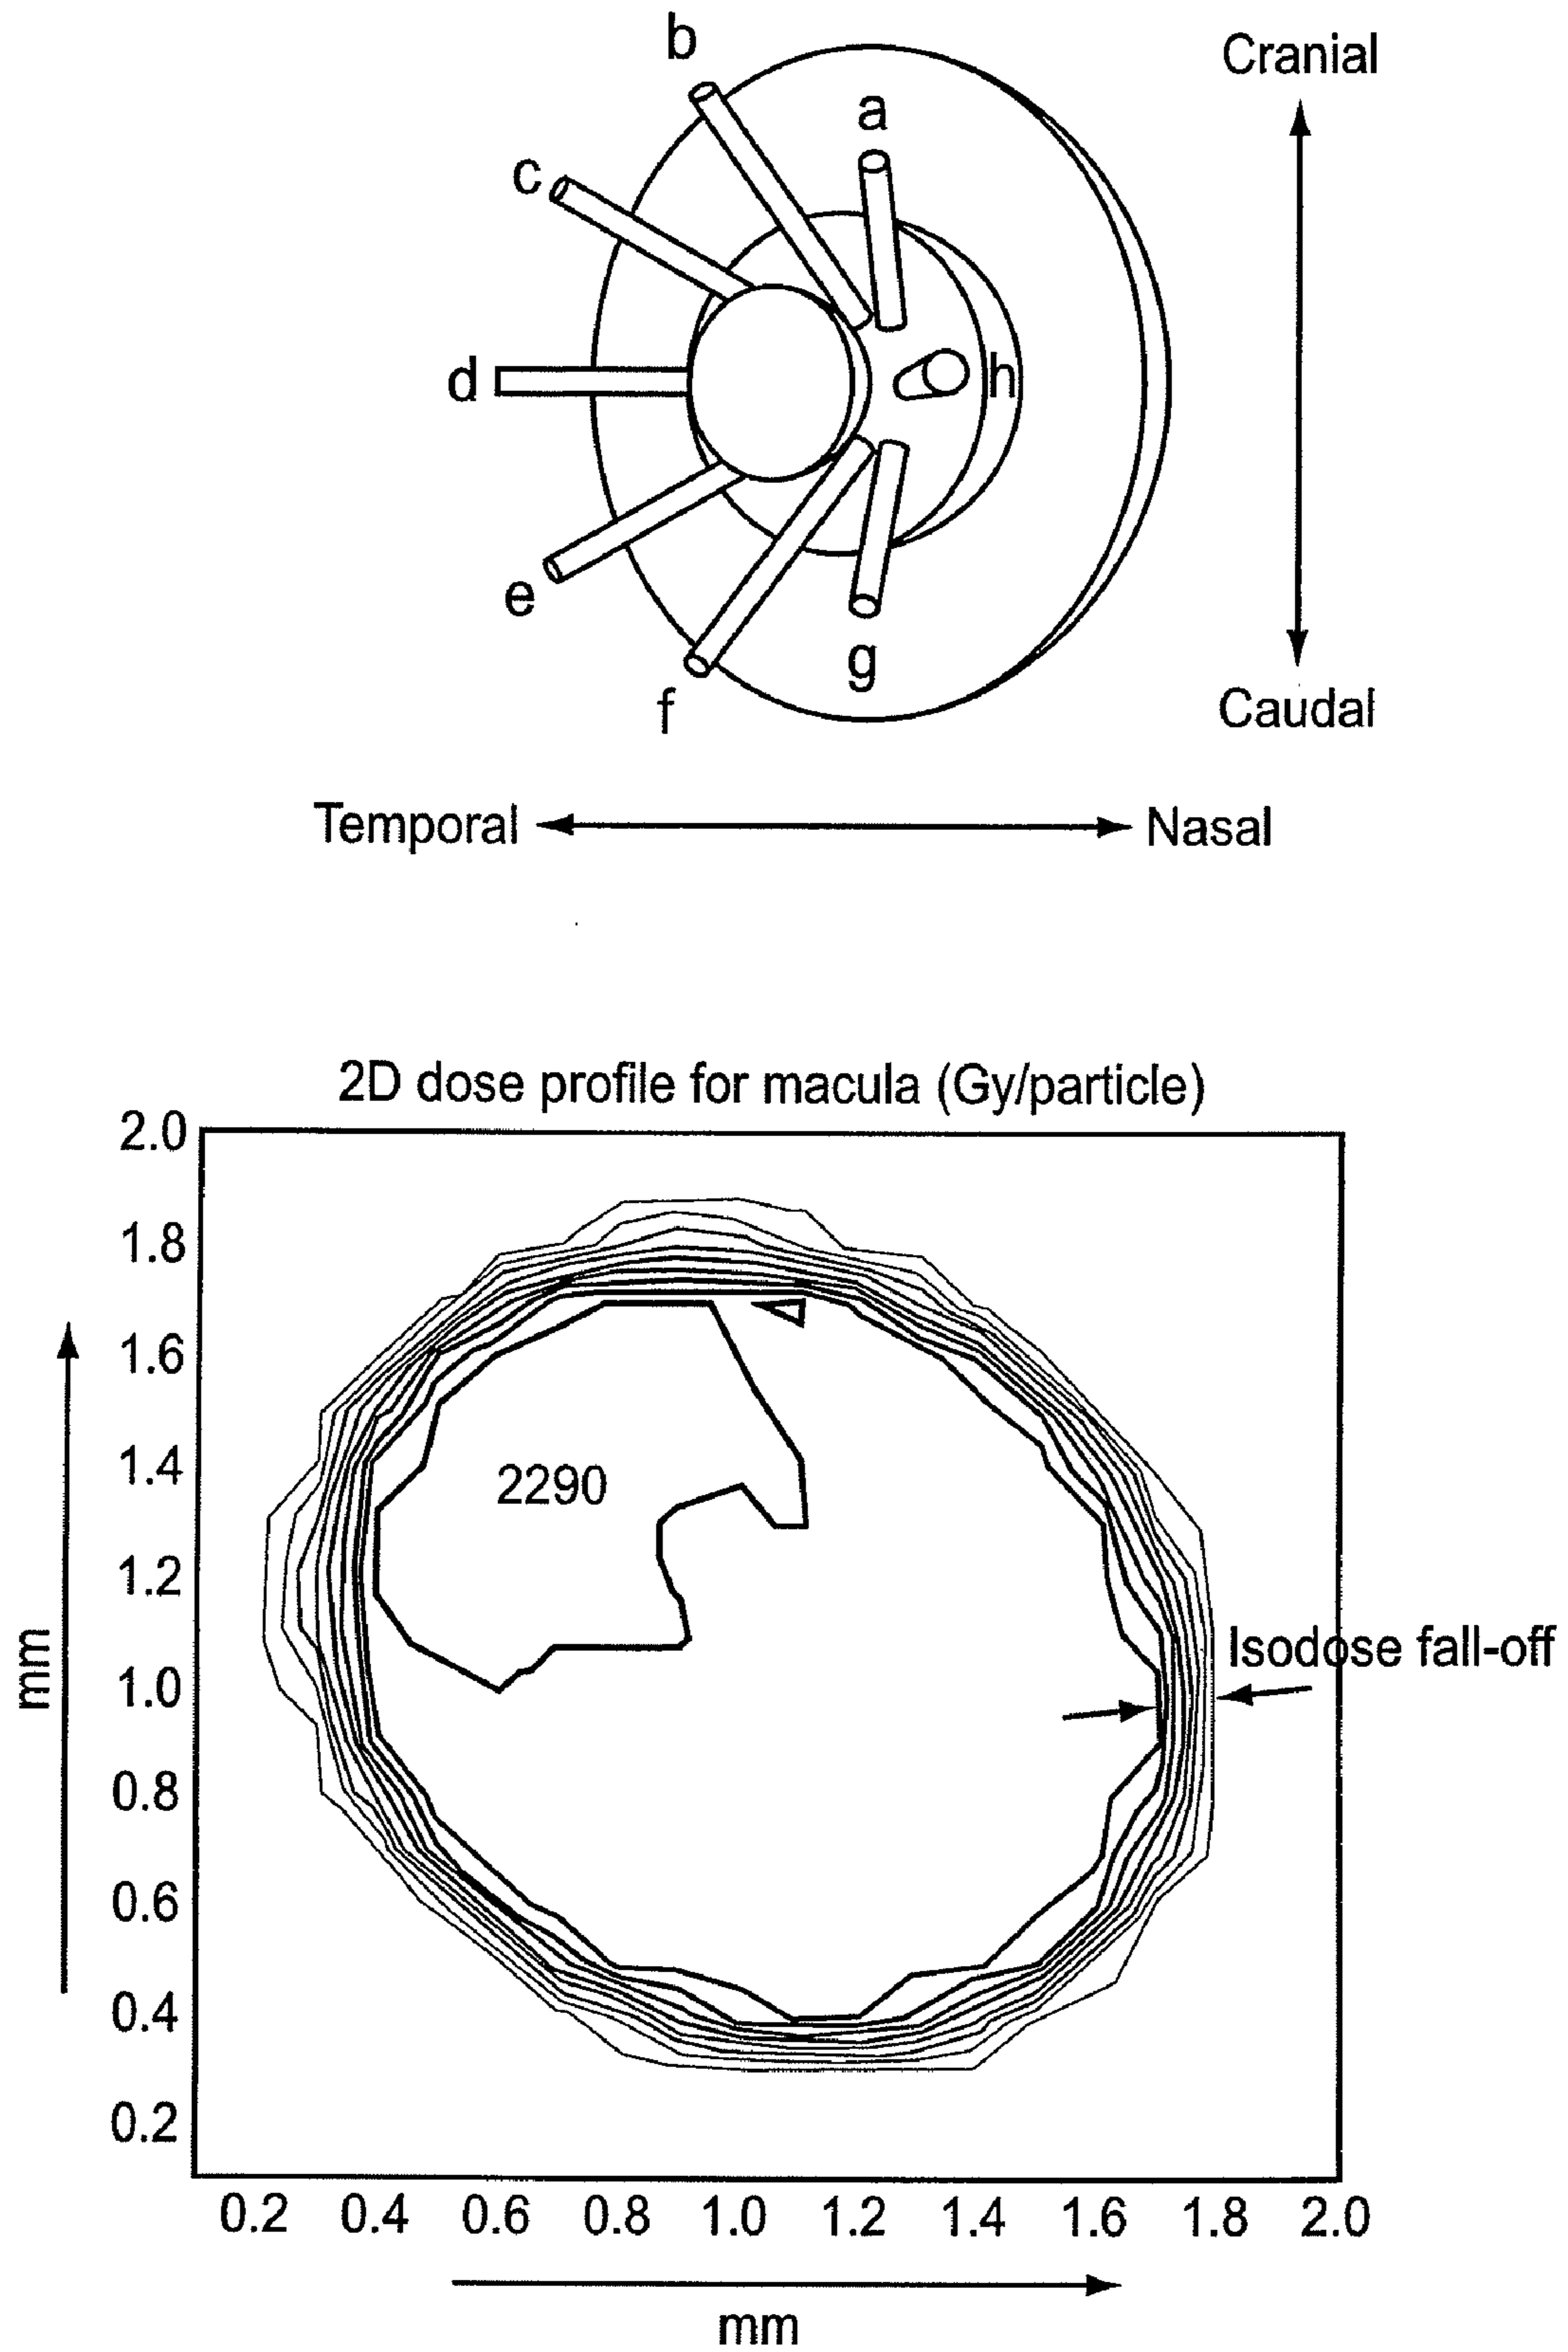 b
Cranial
a
c
d
h
e
g
f
Caudal
Temporal
Nasal
2D dose profile for macula (Gy/particle)
2.0
1.8
1.6
1.4
2290
1.2
mm
Isodose fall-off
1.0
0.8
0.6
0.4
0.2
0.2 0.4 0.6 0.8 1.0 1.2 1.4 1.6 1.8 2.0
mm